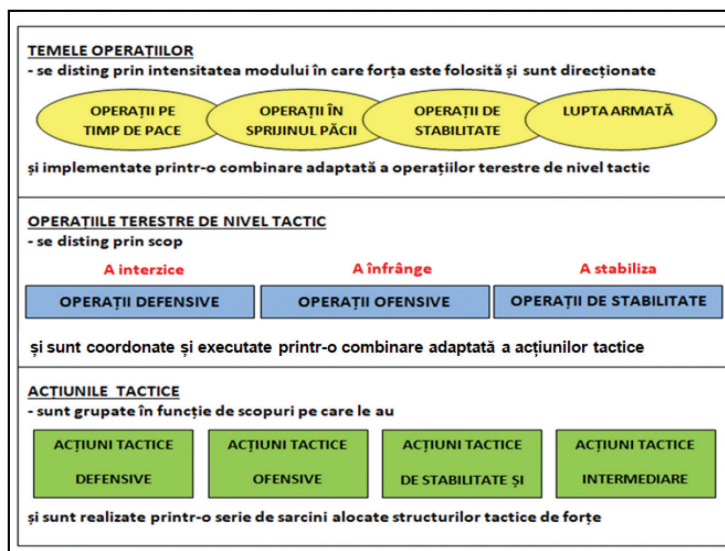 TEMELE OPERAȚIILOR
- se disting prin intensitatea modului în care forța este folosită și sunt direcționate
OPERAȚII PE
TIMP DE PACE
OPERAȚII ÎN
SPRIJINUL PĂCII
OPERAȚII DE
STABILITATE
LUPTA ARMATĂ
și implementate printr-o combinare adaptată a operațiilor terestre de nivel tactic
OPERAȚIILE TERESTRE DE NIVEL TACTIC
- se disting prin scop
A interzice
A înfrânge
A stabiliza
OPERAȚII DEFENSIVE
OPERAȚII OFENSIVE
OPERAȚII DE STABILITATE
și sunt coordonate și executate printr-o combinare adaptată a acțiunilor tactice
ACȚIUNILE TACTICE
- sunt grupate în funcție de scopuri pe care le au
ACȚIUNI TACTICE
DEFENSIVE
ACȚIUNI TACTICE
OFENSIVE
ACȚIUNI TACTICE
DE STABILITATE ȘI
ACȚIUNI TACTICE
INTERMEDIARE
și sunt realizate printr-o serie de sarcini alocate structurilor tactice de forțe